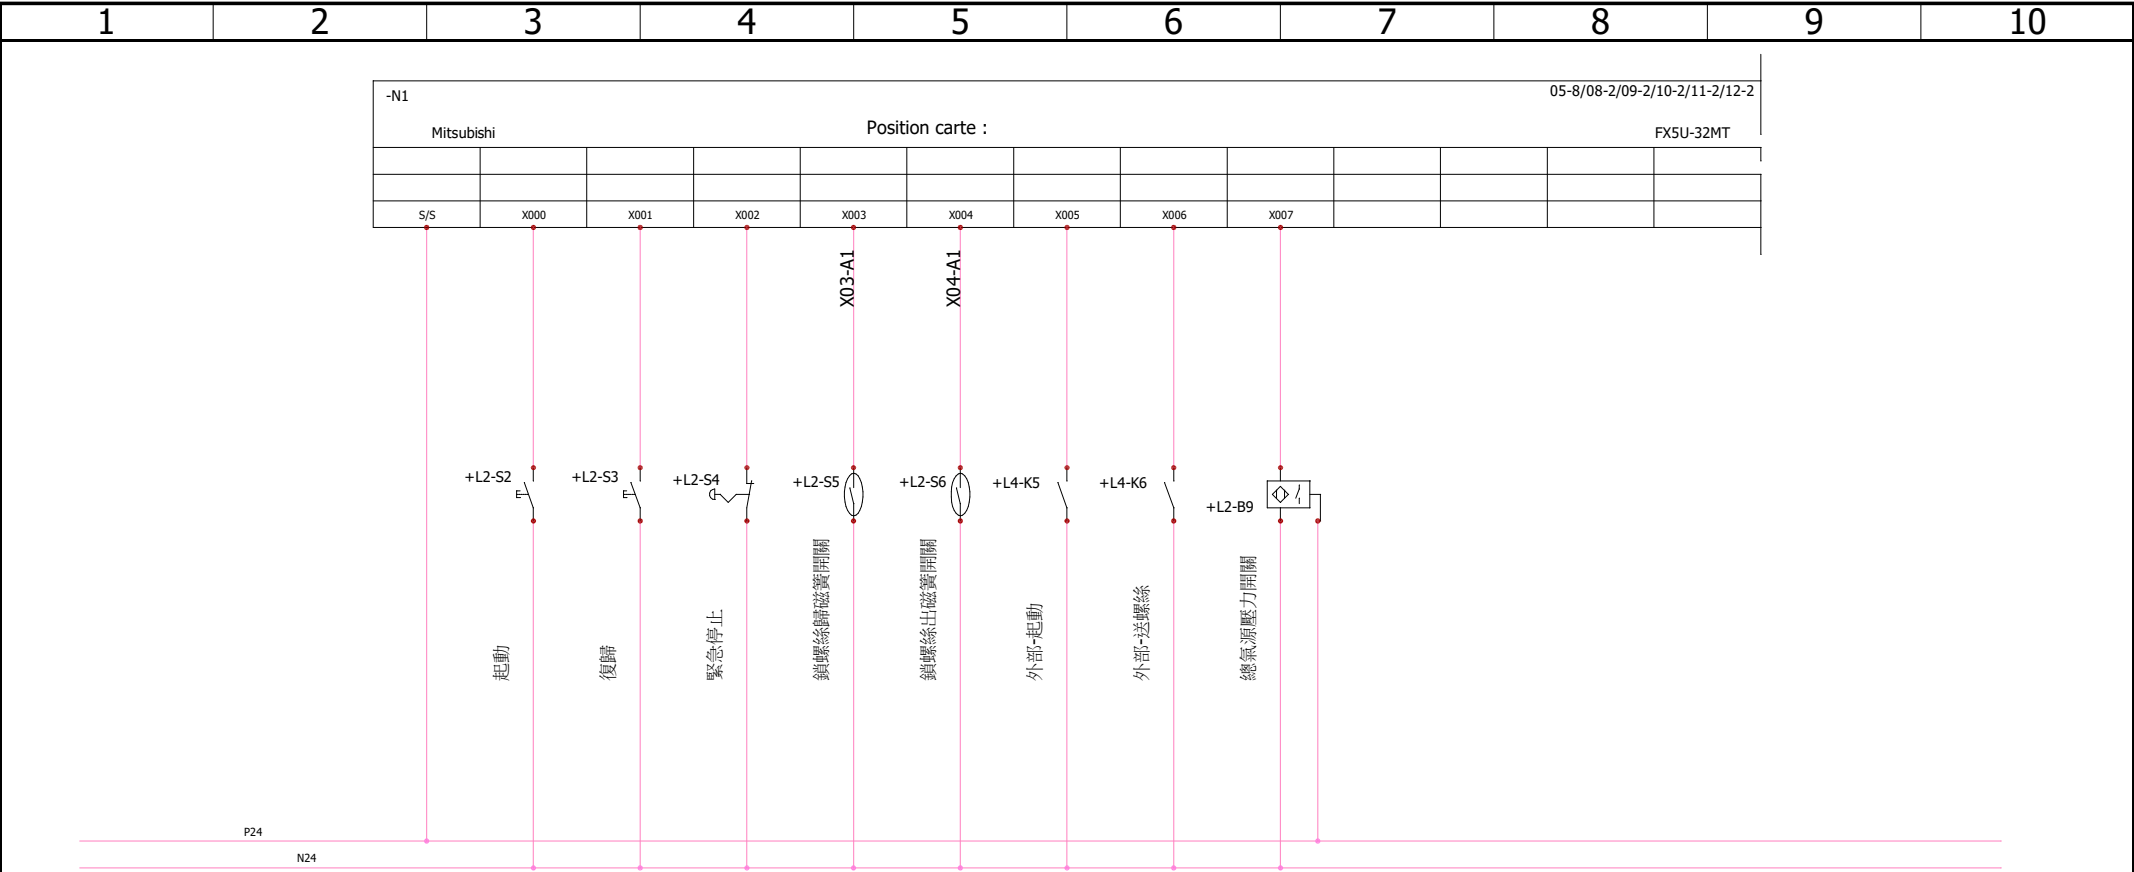 1 2 3 4 5 6 7 8 9 10
-N1 05-8/08-2/09-2/10-2/11-2/12-2
Mitsubishi Position carte : FX5U-32MT
S/S X000 X001 X002 X003 X004 X005 X006 X007
X03-A1
X04-A1
+L2-S2
+L2-S3
+L2-S4
+L2-S5
+L2-S6
+L4-K5
+L4-K6
+L2-B9
起動
復歸
緊急停止
鎖螺絲歸磁簧開關
鎖螺絲出磁簧開關
外部-起動
外部-送螺絲
總氣源壓力開關
P24
N24